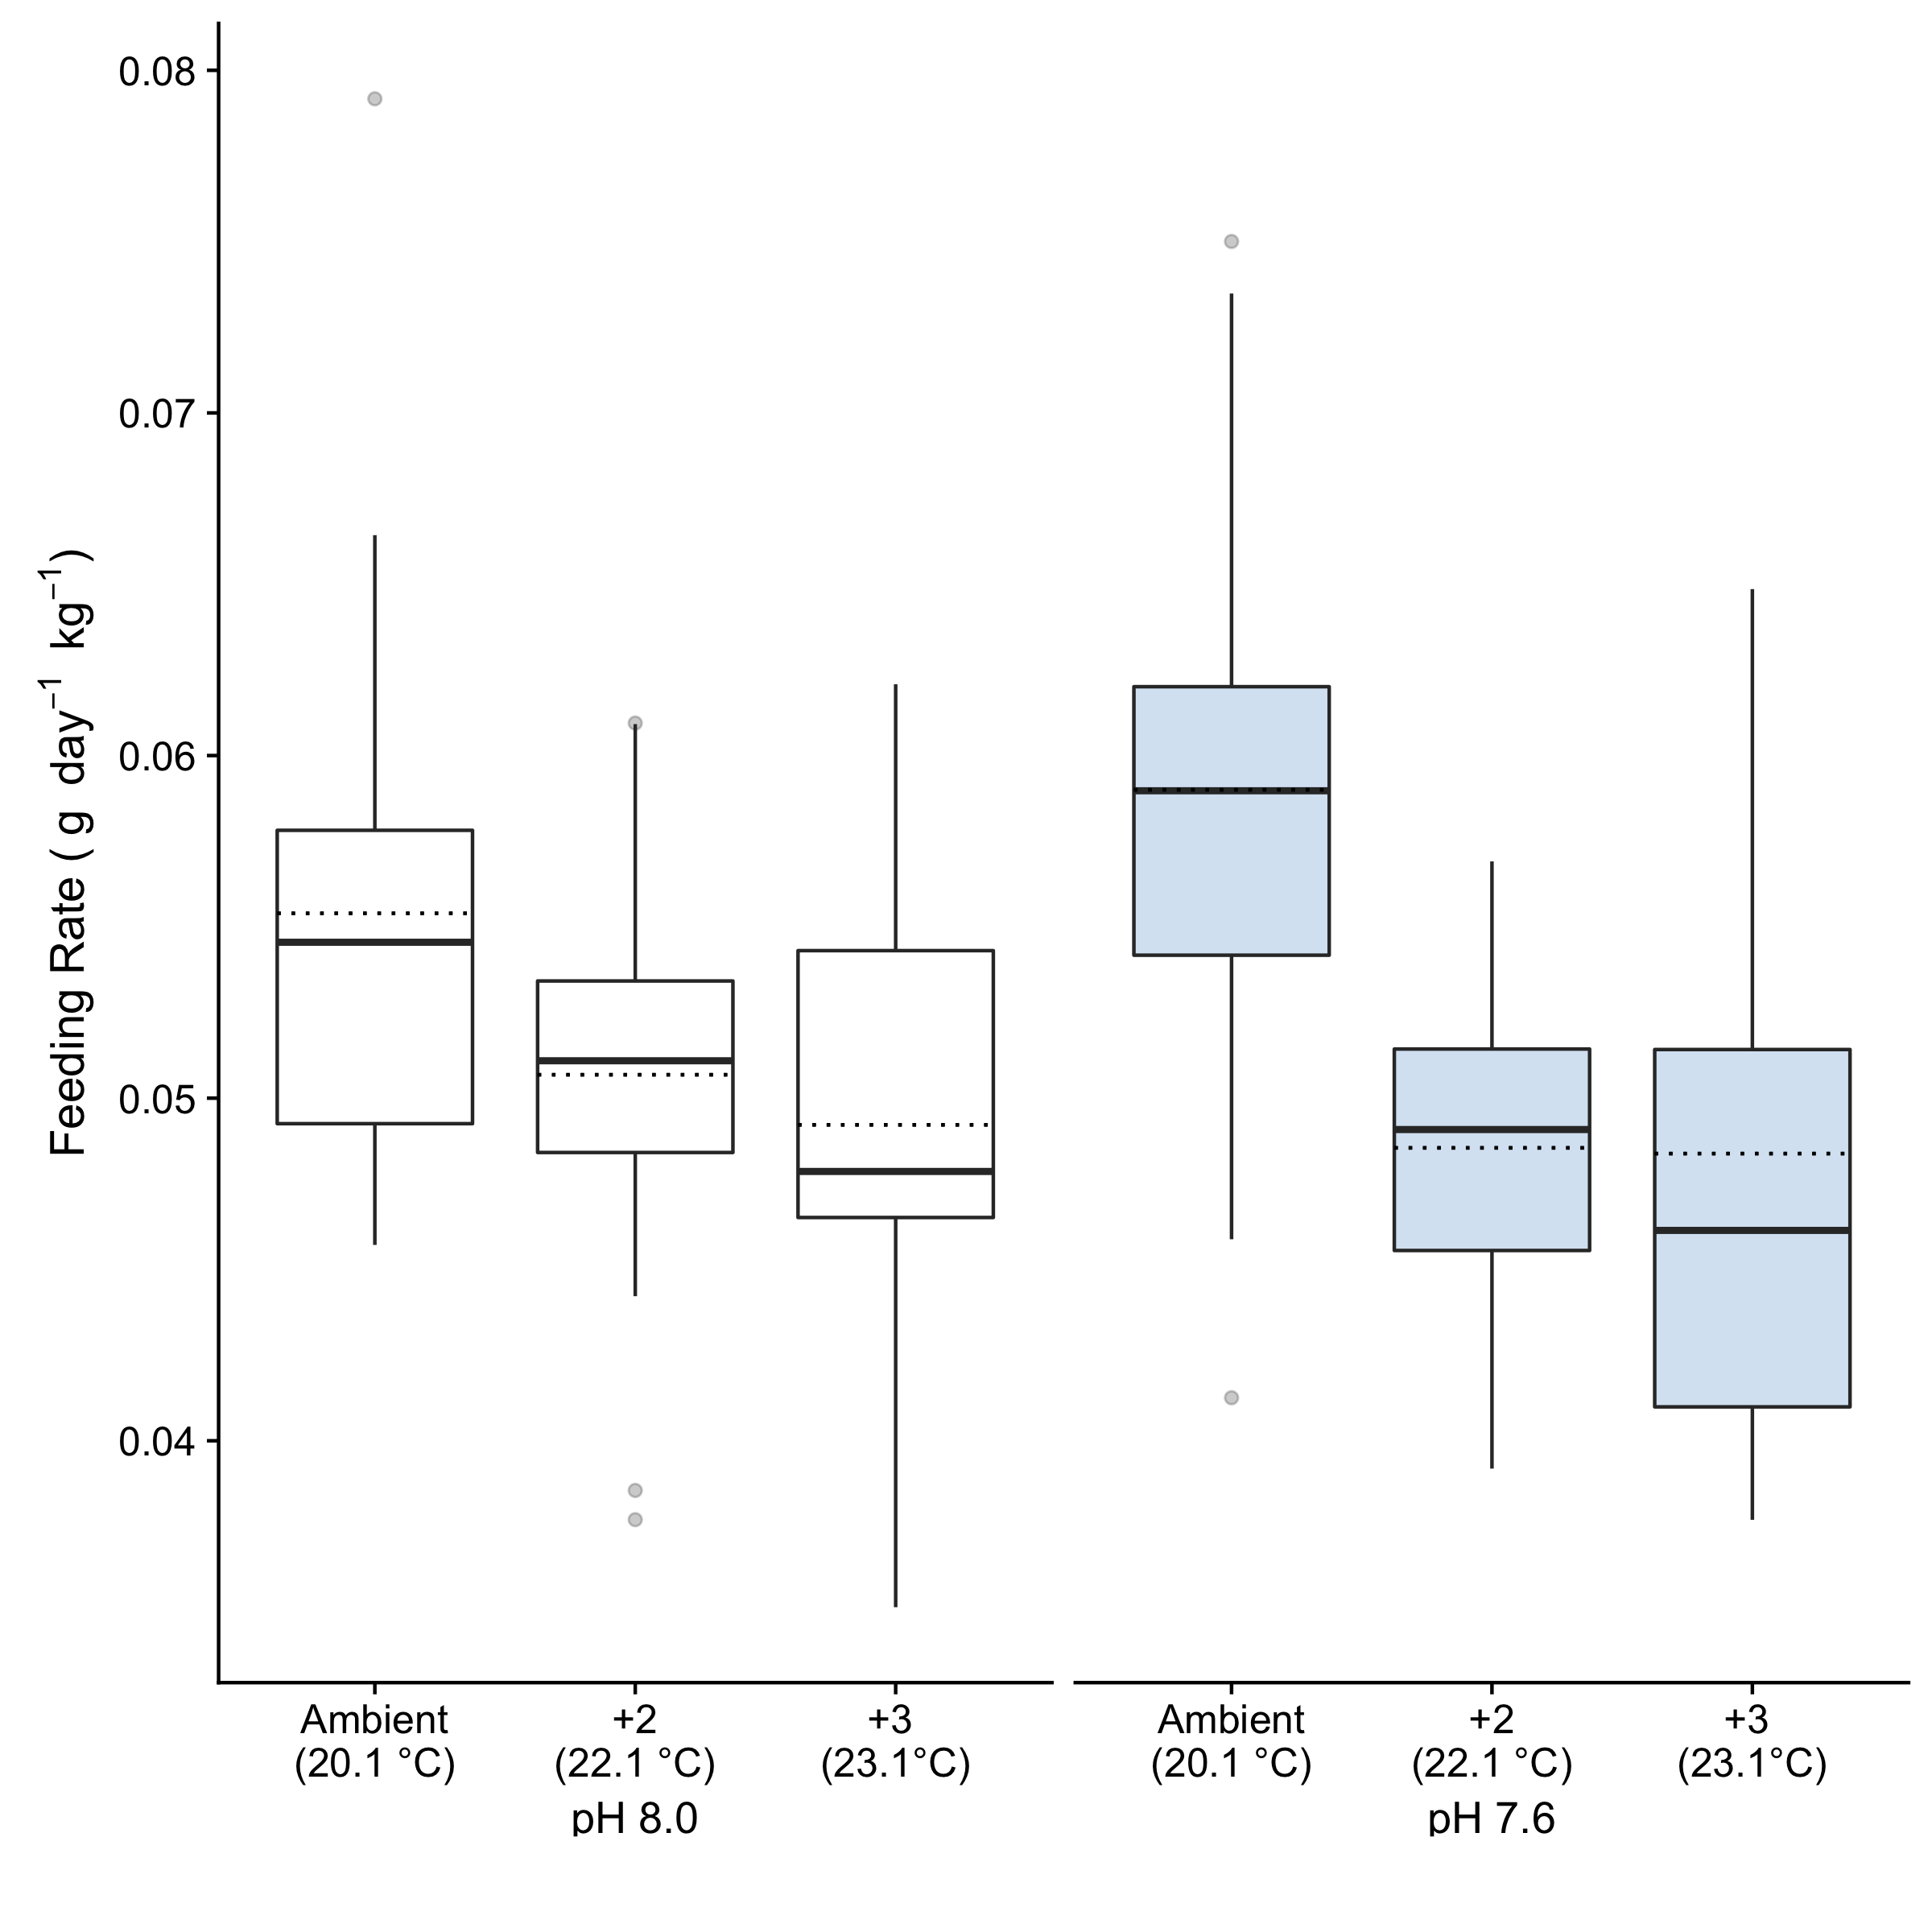 Feeding Rate ( g day⁻¹ kg⁻¹)
0.08
0.07
0.06
0.05
0.04
Ambient
(20.1 °C)
+2
(22.1 °C)
+3
(23.1°C)
pH 8.0
Ambient
(20.1 °C)
+2
(22.1 °C)
+3
(23.1°C)
pH 7.6